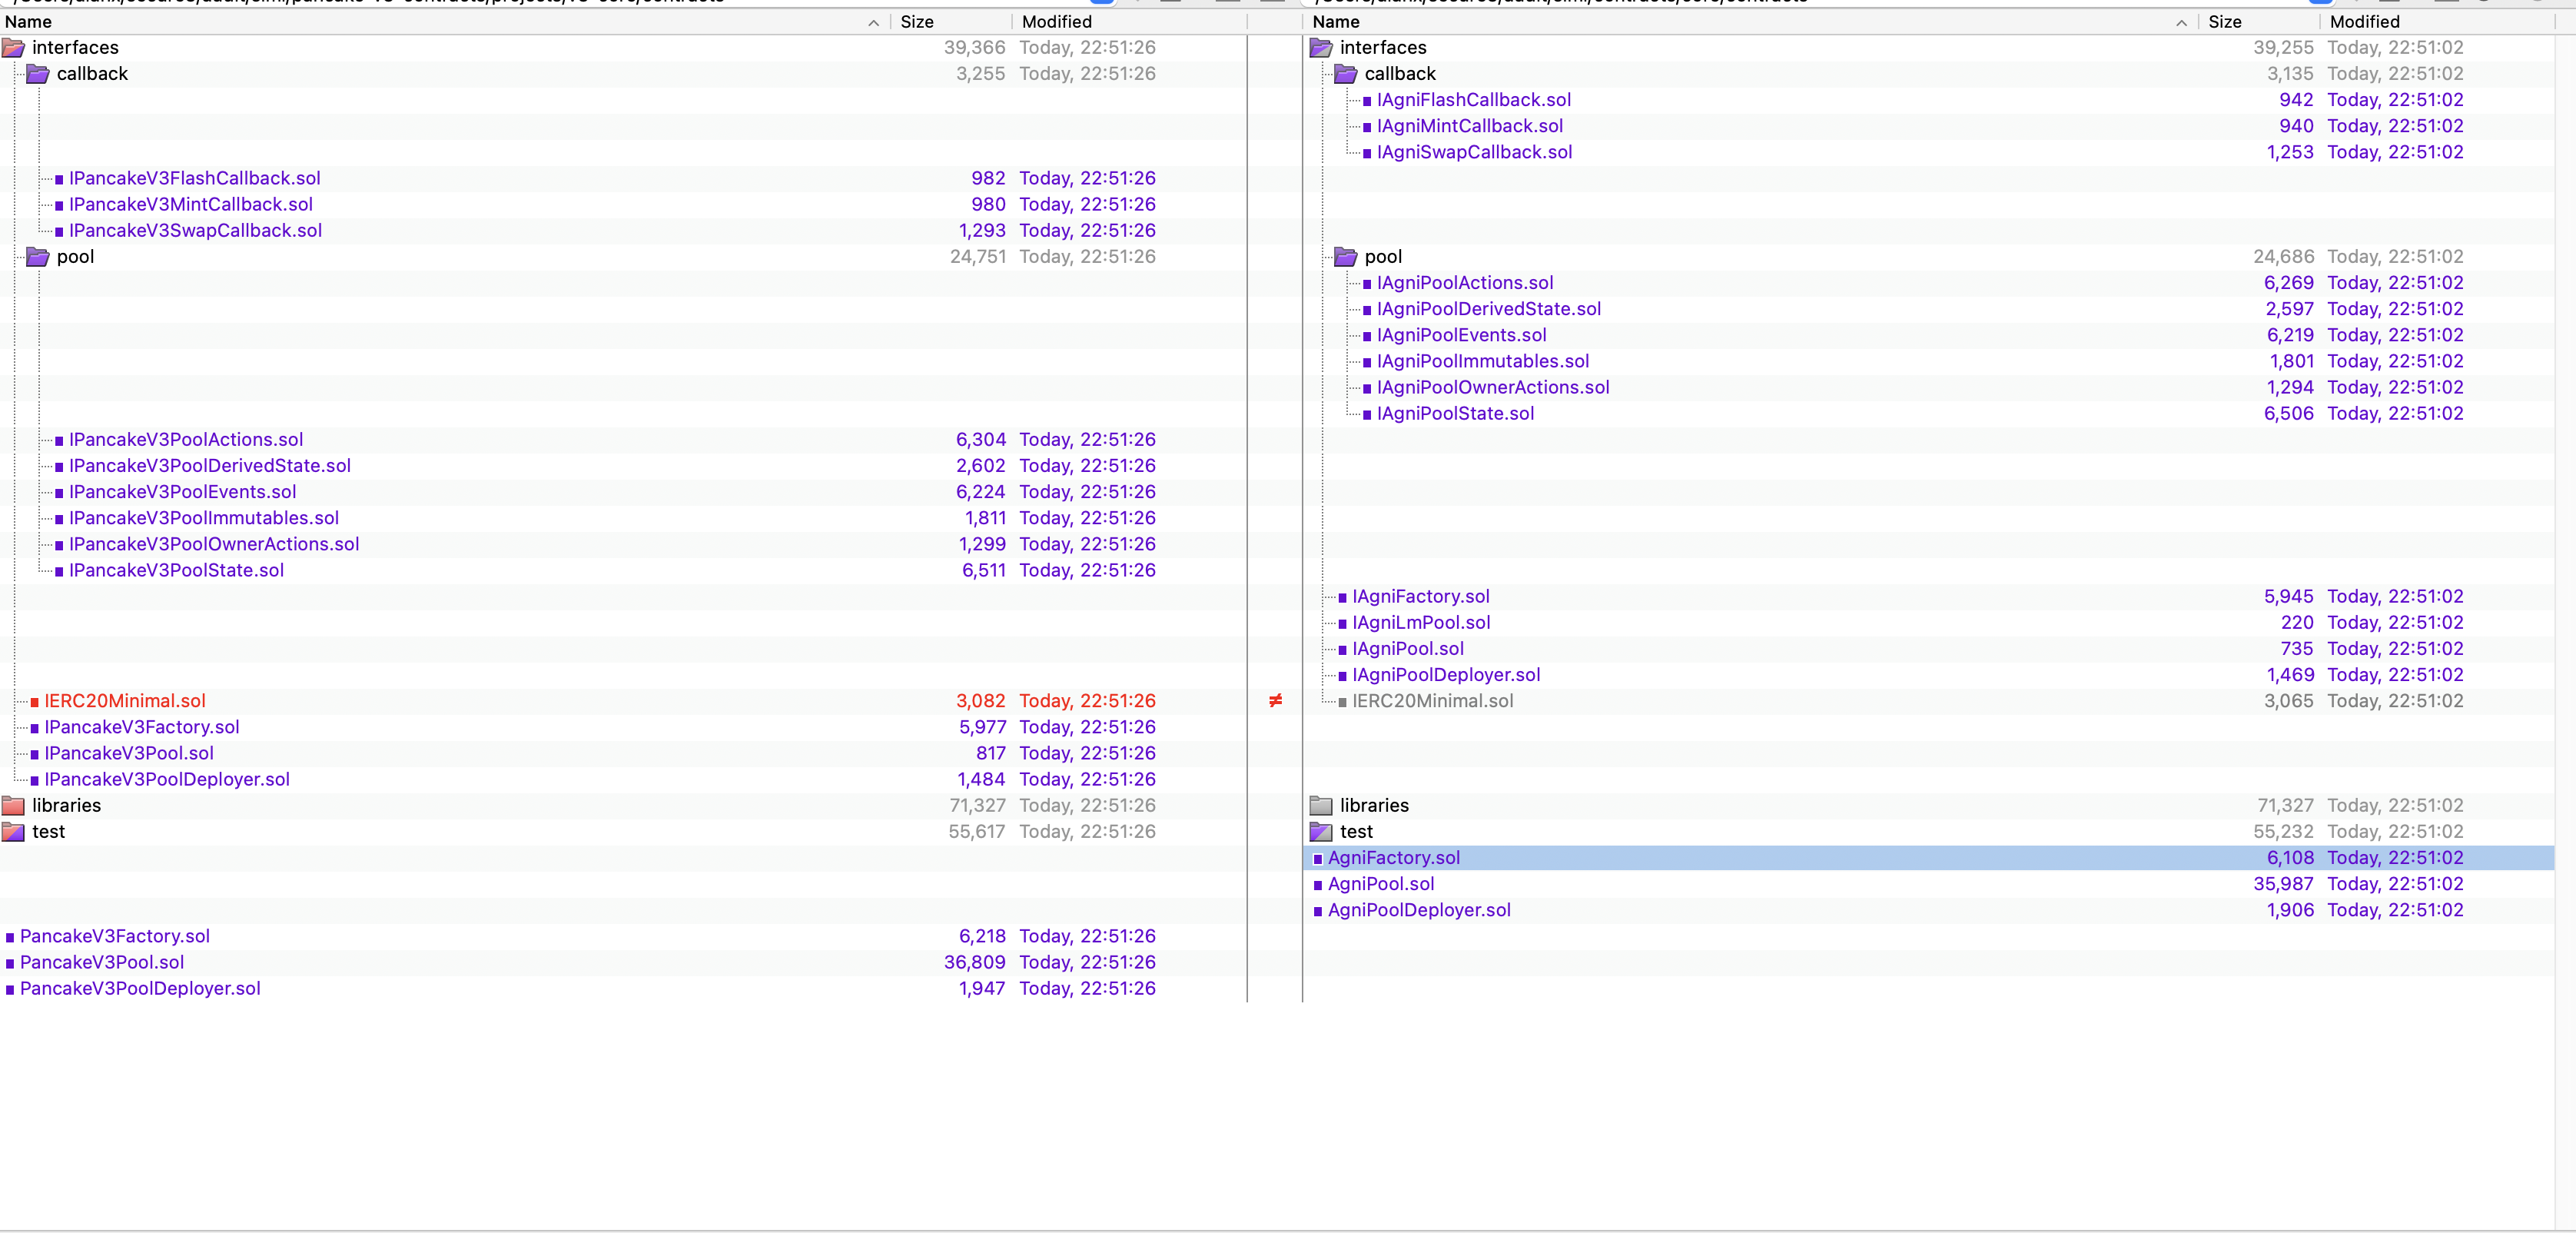 Name Size Modified Name Size Modified
interfaces 39,366 Today, 22:51:26 interfaces 39,255 Today, 22:51:02
callback 3,255 Today, 22:51:26 callback 3,135 Today, 22:51:02
IAgniFlashCallback.sol 942 Today, 22:51:02
IAgniMintCallback.sol 940 Today, 22:51:02
IAgniSwapCallback.sol 1,253 Today, 22:51:02
IPancakeV3FlashCallback.sol 982 Today, 22:51:26
IPancakeV3MintCallback.sol 980 Today, 22:51:26
IPancakeV3SwapCallback.sol 1,293 Today, 22:51:26
pool 24,751 Today, 22:51:26 pool 24,686 Today, 22:51:02
IAgniPoolActions.sol 6,269 Today, 22:51:02
IAgniPoolDerivedState.sol 2,597 Today, 22:51:02
IAgniPoolEvents.sol 6,219 Today, 22:51:02
IAgniPoolImmutables.sol 1,801 Today, 22:51:02
IAgniPoolOwnerActions.sol 1,294 Today, 22:51:02
IAgniPoolState.sol 6,506 Today, 22:51:02
IPancakeV3PoolActions.sol 6,304 Today, 22:51:26
IPancakeV3PoolDerivedState.sol 2,602 Today, 22:51:26
IPancakeV3PoolEvents.sol 6,224 Today, 22:51:26
IPancakeV3PoolImmutables.sol 1,811 Today, 22:51:26
IPancakeV3PoolOwnerActions.sol 1,299 Today, 22:51:26
IPancakeV3PoolState.sol 6,511 Today, 22:51:26
IAgniFactory.sol 5,945 Today, 22:51:02
IAgniLmPool.sol 220 Today, 22:51:02
IAgniPool.sol 735 Today, 22:51:02
IAgniPoolDeployer.sol 1,469 Today, 22:51:02
IERC20Minimal.sol 3,082 Today, 22:51:26 ≠ IERC20Minimal.sol 3,065 Today, 22:51:02
IPancakeV3Factory.sol 5,977 Today, 22:51:26
IPancakeV3Pool.sol 817 Today, 22:51:26
IPancakeV3PoolDeployer.sol 1,484 Today, 22:51:26
libraries 71,327 Today, 22:51:26 libraries 71,327 Today, 22:51:02
test 55,617 Today, 22:51:26 test 55,232 Today, 22:51:02
AgniFactory.sol 6,108 Today, 22:51:02
AgniPool.sol 35,987 Today, 22:51:02
AgniPoolDeployer.sol 1,906 Today, 22:51:02
PancakeV3Factory.sol 6,218 Today, 22:51:26
PancakeV3Pool.sol 36,809 Today, 22:51:26
PancakeV3PoolDeployer.sol 1,947 Today, 22:51:26